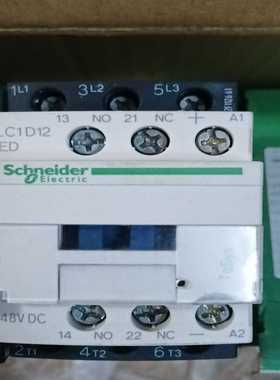 1L1 3L2 5L3
LC1D12
ED
13 NO 21 NC + A1
Schneider
Electric
48V DC
14 NO 22 NC − A2
2T1 4T2 6T3